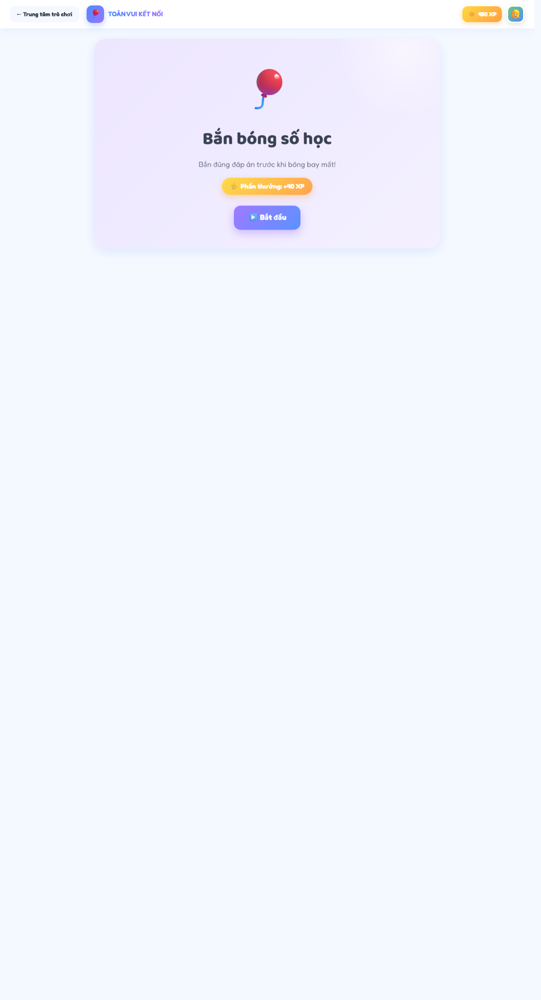 ← Trung tâm trò chơi
TOÁN VUI KẾT NỐI
450 XP
Bắn bóng số học
Bắn đúng đáp án trước khi bóng bay mất!
Phần thưởng: +40 XP
Bắt đầu